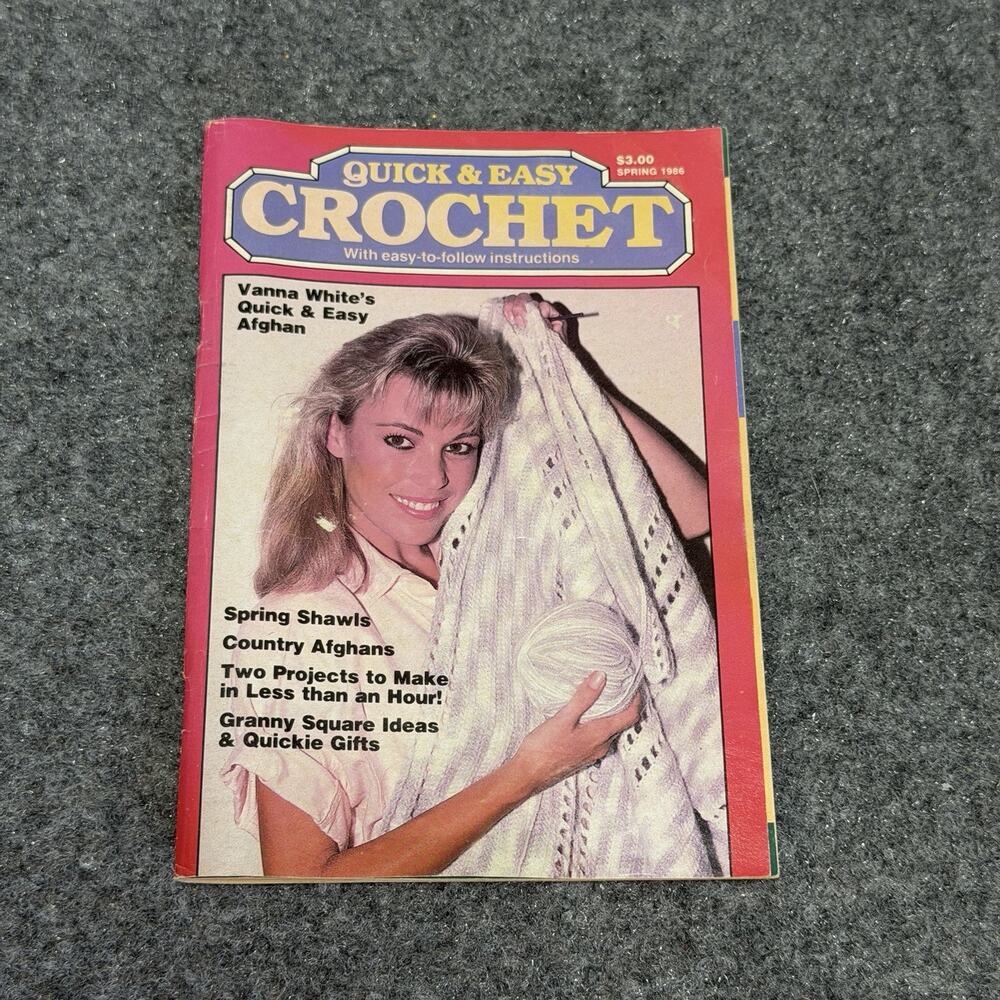 QUICK & EASY
CROCHET
With easy-to-follow instructions
$3.00
SPRING 1986
Vanna White's
Quick & Easy
Afghan
Spring Shawls
Country Afghans
Two Projects to Make
in Less than an Hour!
Granny Square Ideas
& Quickie Gifts